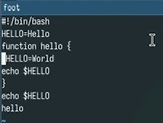 foot
#!/bin/bash
HELLO=Hello
function hello {
HELLO=World
echo $HELLO
}
echo $HELLO
hello